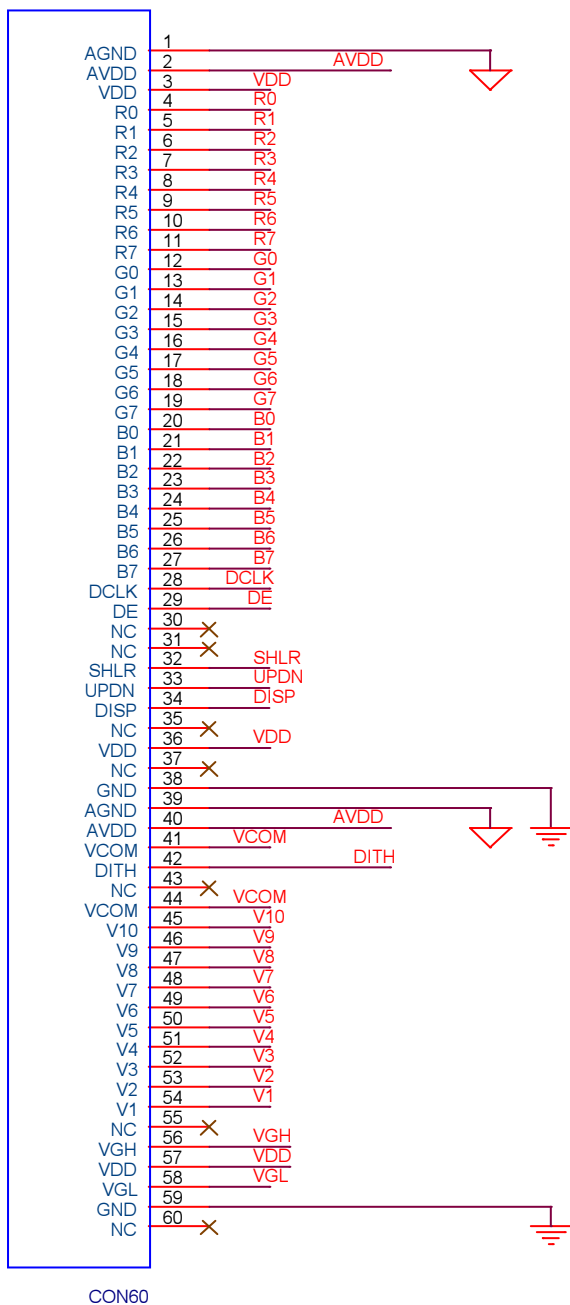 AGND 1
AVDD 2 AVDD
VDD 3 VDD
R0 4 R0
R1 5 R1
R2 6 R2
R3 7 R3
R4 8 R4
R5 9 R5
R6 10 R6
R7 11 R7
G0 12 G0
G1 13 G1
G2 14 G2
G3 15 G3
G4 16 G4
G5 17 G5
G6 18 G6
G7 19 G7
B0 20 B0
B1 21 B1
B2 22 B2
B3 23 B3
B4 24 B4
B5 25 B5
B6 26 B6
B7 27 B7
DCLK 28 DCLK
DE 29 DE
NC 30
NC 31
SHLR 32 SHLR
UPDN 33 UPDN
DISP 34 DISP
NC 35
VDD 36 VDD
NC 37
GND 38
AGND 39
AVDD 40 AVDD
VCOM 41 VCOM
DITH 42 DITH
NC 43
VCOM 44 VCOM
V10 45 V10
V9 46 V9
V8 47 V8
V7 48 V7
V6 49 V6
V5 50 V5
V4 51 V4
V3 52 V3
V2 53 V2
V1 54 V1
NC 55
VGH 56 VGH
VDD 57 VDD
VGL 58 VGL
GND 59
NC 60
CON60